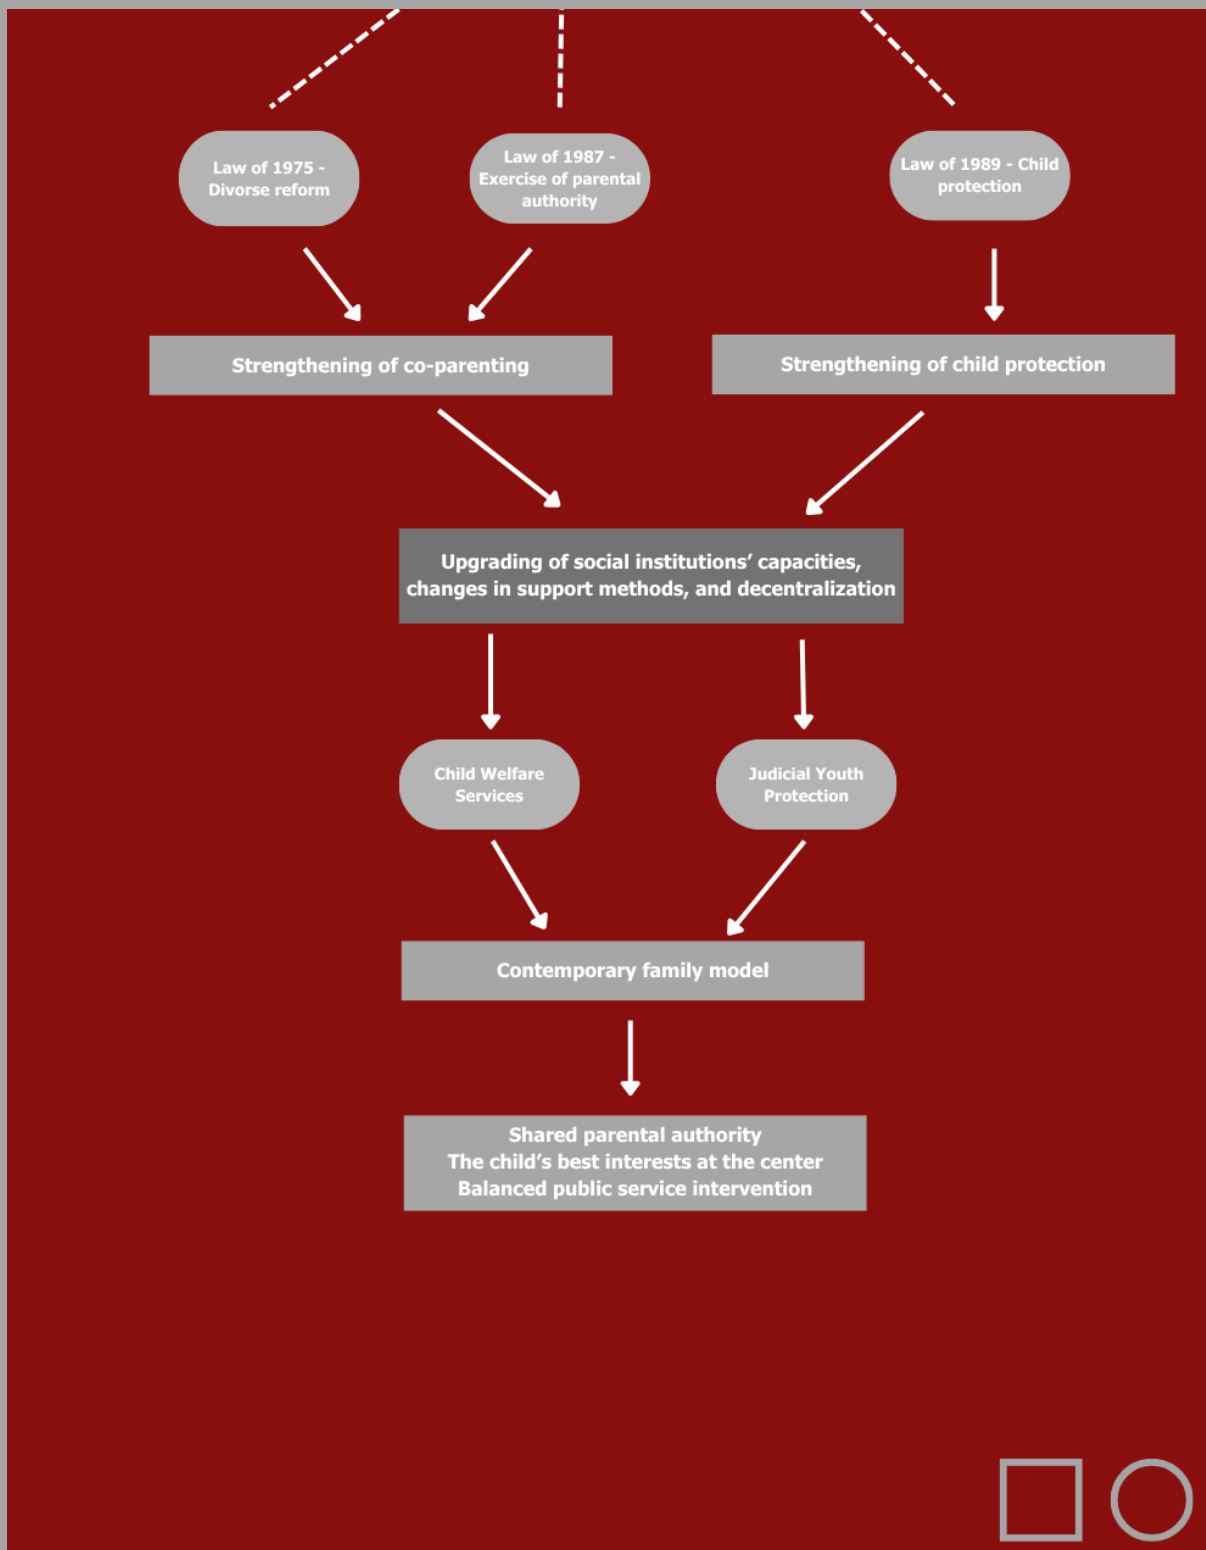 Law of 1975 -
Divorse reform
Law of 1987 -
Exercise of parental
authority
Law of 1989 - Child
protection
Strengthening of co-parenting
Strengthening of child protection
Upgrading of social institutions’ capacities,
changes in support methods, and decentralization
Child Welfare
Services
Judicial Youth
Protection
Contemporary family model
Shared parental authority
The child’s best interests at the center
Balanced public service intervention